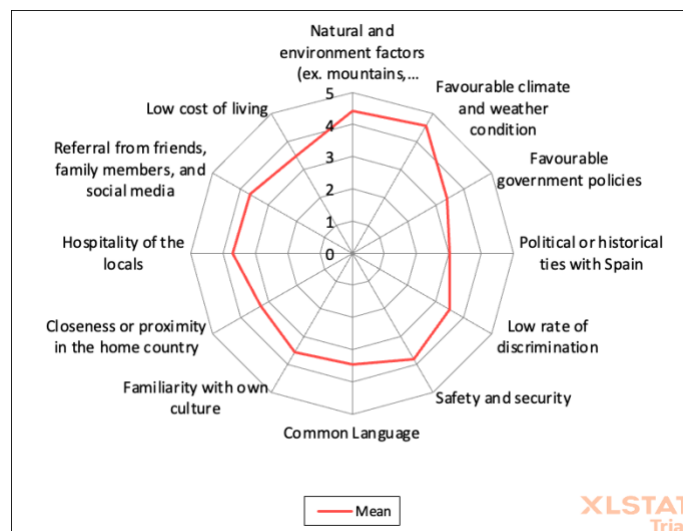 Natural and
environment factors
(ex. mountains,...
Favourable climate
and weather
condition
Favourable
government policies
Political or historical
ties with Spain
Low rate of
discrimination
Safety and security
Common Language
Familiarity with own
culture
Closeness or proximity
in the home country
Hospitality of the
locals
Referral from friends,
family members, and
social media
Low cost of living
5
4
3
2
1
0
Mean
XLSTAT
Tria